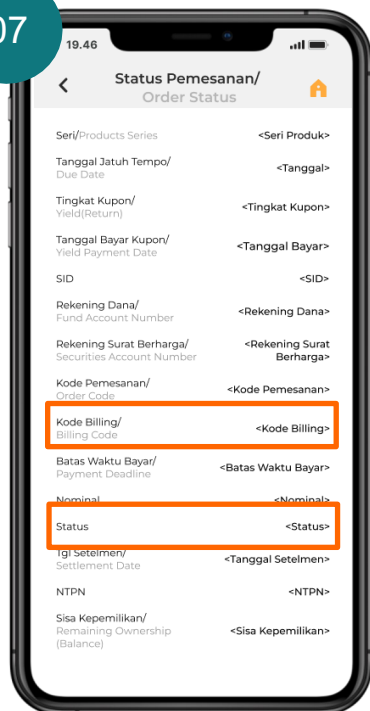 07
19.46
Status Pemesanan/
Order Status
Seri/Products Series <Seri Produk>
Tanggal Jatuh Tempo/
Due Date
<Tanggal>
Tingkat Kupon/
Yield(Return)
<Tingkat Kupon>
Tanggal Bayar Kupon/
Yield Payment Date
<Tanggal Bayar>
SID <SID>
Rekening Dana/
Fund Account Number
<Rekening Dana>
Rekening Surat Berharga/
Securities Account Number
<Rekening Surat
Berharga>
Kode Pemesanan/
Order Code
<Kode Pemesanan>
Kode Billing/
Billing Code
<Kode Billing>
Batas Waktu Bayar/
Payment Deadline
<Batas Waktu Bayar>
Nominal <Nominal>
Status <Status>
Tgl Setelmen/
Settlement Date
<Tanggal Setelmen>
NTPN <NTPN>
Sisa Kepemilikan/
Remaining Ownership
(Balance)
<Sisa Kepemilikan>